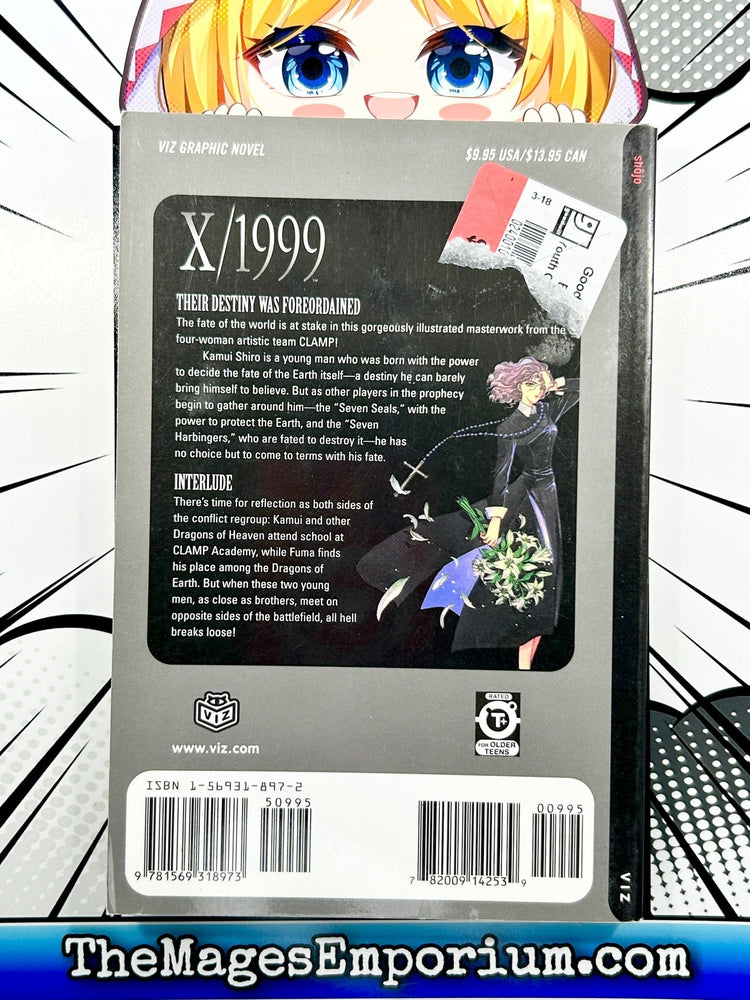 VIZ GRAPHIC NOVEL
$9.95 USA/$13.95 CAN
shôjo
3-18
Good
Youth
X/1999
THEIR DESTINY WAS FOREORDAINED
The fate of the world is at stake in this gorgeously illustrated masterwork from the
four-woman artistic team CLAMP!
Kamui Shiro is a young man who was born with the power
to decide the fate of the Earth itself—a destiny he can barely
bring himself to believe. But as other players in the prophecy
begin to gather around him—the “Seven Seals,” with the
power to protect the Earth, and the “Seven
Harbingers,” who are fated to destroy it—he has
no choice but to come to terms with his fate.
INTERLUDE
There's time for reflection as both sides of
the conflict regroup: Kamui and other
Dragons of Heaven attend school at
CLAMP Academy, while Fuma finds
his place among the Dragons of
Earth. But when these two young
men, as close as brothers, meet on
opposite sides of the battlefield, all hell
breaks loose!
VIZ
www.viz.com
RATED
T+
FOR OLDER
TEENS
ISBN 1-56931-897-2
50995
00995
9 781569 318973
7 82009 14253 9
VIZ
TheMagesEmporium.com